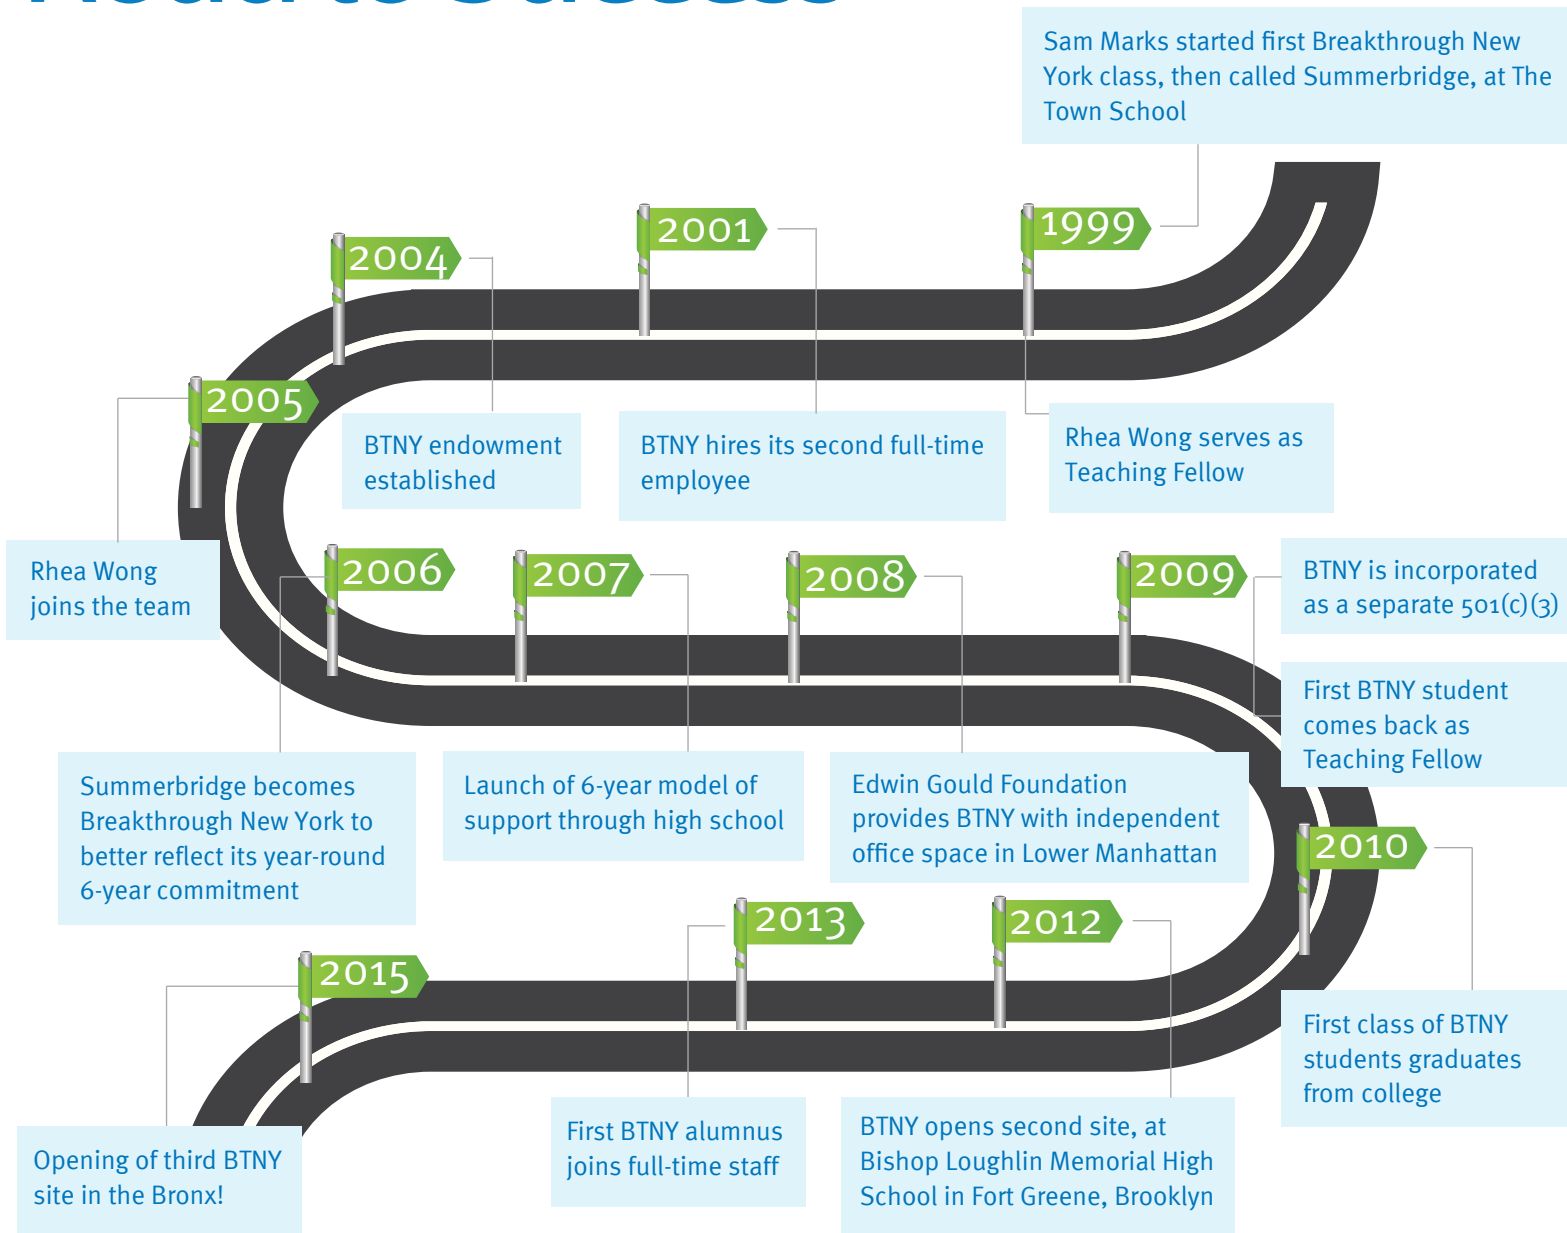 Road to Success
Sam Marks started first Breakthrough New
York class, then called Summerbridge, at The
Town School
1999
2001
2004
2005
Rhea Wong serves as
Teaching Fellow
BTNY hires its second full-time
employee
BTNY endowment
established
Rhea Wong
joins the team
2006
2007
2008
2009
BTNY is incorporated
as a separate 501(c)(3)
First BTNY student
comes back as
Teaching Fellow
Summerbridge becomes
Breakthrough New York to
better reflect its year-round
6-year commitment
Launch of 6-year model of
support through high school
Edwin Gould Foundation
provides BTNY with independent
office space in Lower Manhattan
2010
2012
2013
2015
First class of BTNY
students graduates
from college
BTNY opens second site, at
Bishop Loughlin Memorial High
School in Fort Greene, Brooklyn
First BTNY alumnus
joins full-time staff
Opening of third BTNY
site in the Bronx!